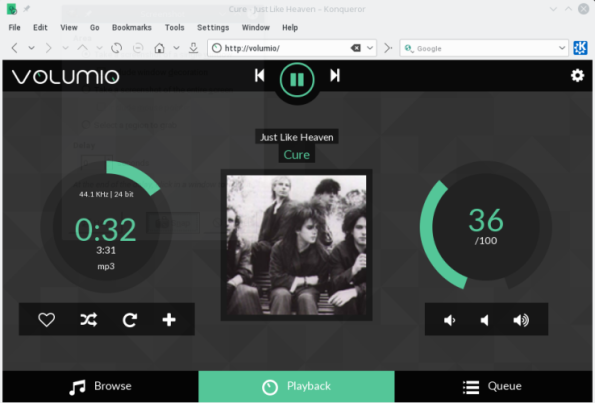 Cure - Just Like Heaven – Konqueror
File Edit View Go Bookmarks Tools Settings Window Help
http://volumio/
Google
VOLUMIO
Just Like Heaven
Cure
44.1 KHz | 24 bit
0:32
3:31
mp3
36
/100
Browse
Playback
Queue